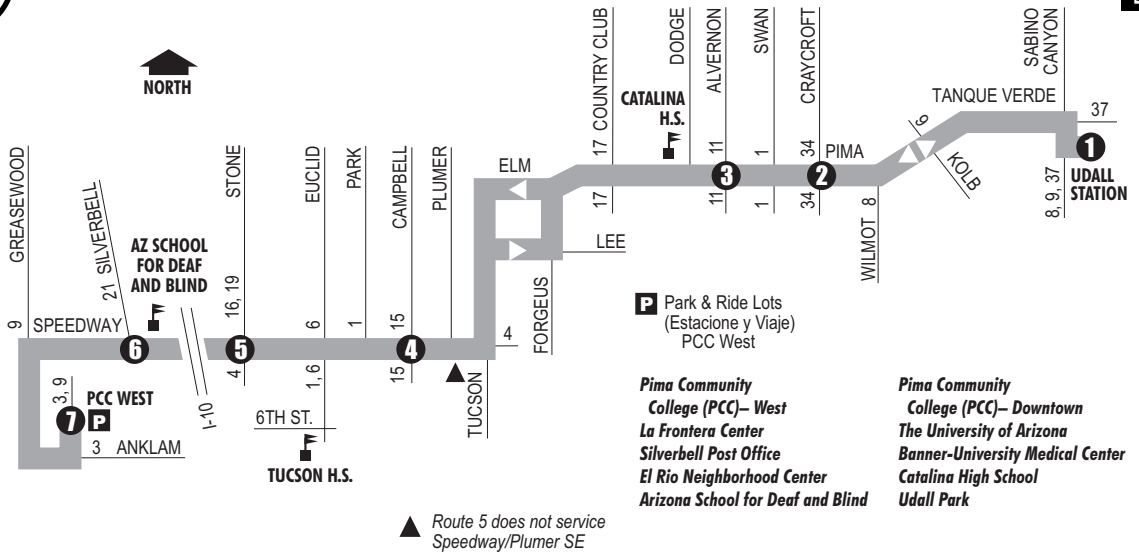 NORTH
GREASEWOOD
9
SPEEDWAY
21 SILVERBELL
AZ SCHOOL
FOR DEAF
AND BLIND
6
I-10
STONE
16, 19
5
4
EUCLID
6
1, 6
PARK
1
CAMPBELL
15
4
15
PLUMER
TUCSON
4
3, 9
PCC WEST
7
P
3 ANKLAM
6TH ST.
TUCSON H.S.
ELM
LEE
FORGEUS
COUNTRY CLUB
17
17
DODGE
CATALINA
H.S.
ALVERNON
11
3
11
SWAN
1
1
CRAYCROFT
34
2
34
PIMA
WILMOT 8
9
KOLB
TANQUE VERDE
SABINO
CANYON
37
1
UDALL
STATION
8, 9, 37
P Park & Ride Lots
(Estacione y Viaje)
PCC West
Pima Community
College (PCC)– West
La Frontera Center
Silverbell Post Office
El Rio Neighborhood Center
Arizona School for Deaf and Blind
Pima Community
College (PCC)– Downtown
The University of Arizona
Banner-University Medical Center
Catalina High School
Udall Park
Route 5 does not service
Speedway/Plumer SE